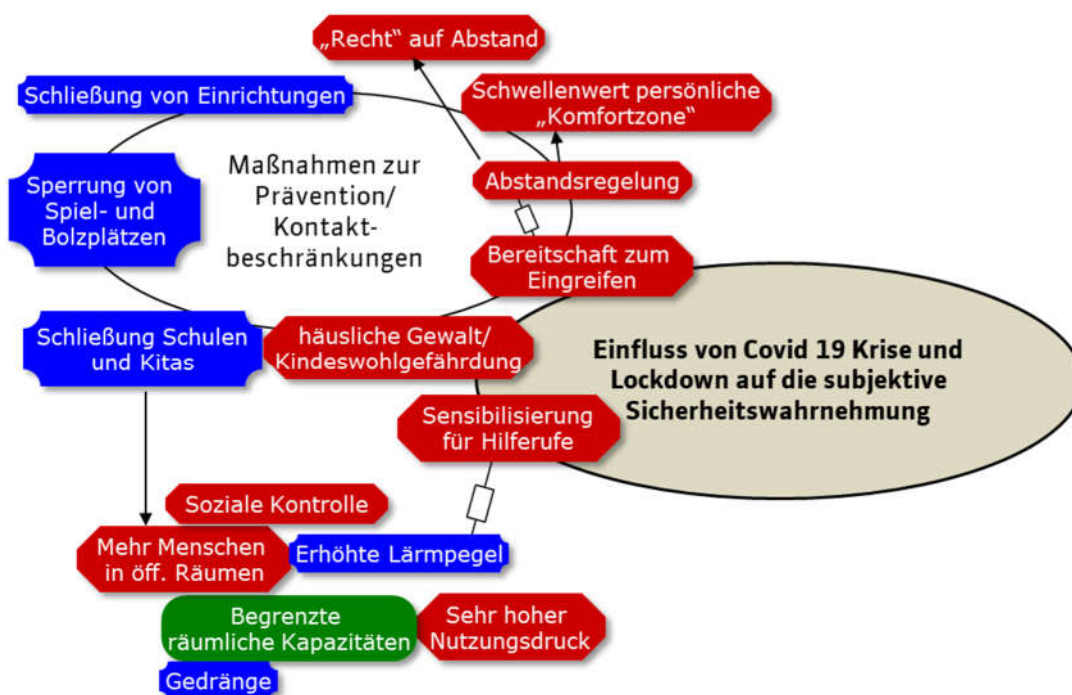 „Recht“ auf Abstand
Schließung von Einrichtungen
Schwellenwert persönliche
„Komfortzone“
Maßnahmen zur
Prävention/
Kontakt-
beschränkungen
Abstandsregelung
Sperrung von
Spiel- und
Bolzplätzen
Bereitschaft zum
Eingreifen
Schließung Schulen
und Kitas
häusliche Gewalt/
Kindeswohlgefährdung
Einfluss von Covid 19 Krise und
Lockdown auf die subjektive
Sicherheitswahrnehmung
Sensibilisierung
für Hilferufe
Soziale Kontrolle
Mehr Menschen
in öff. Räumen
Erhöhte Lärmpegel
Begrenzte
räumliche Kapazitäten
Sehr hoher
Nutzungsdruck
Gedränge